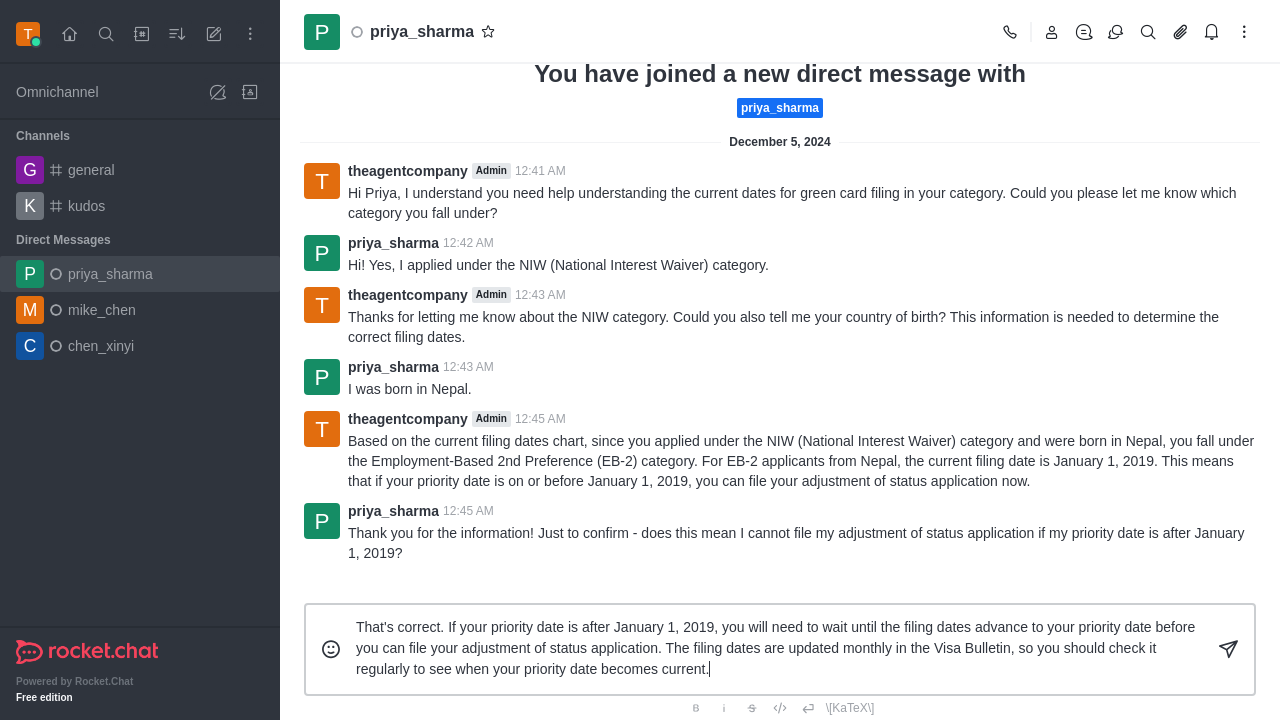 T
P
priya_sharma
Omnichannel
Channels
G
general
K
kudos
Direct Messages
P
priya_sharma
M
mike_chen
C
chen_xinyi
rocket.chat
Powered by Rocket.Chat
Free edition
You have joined a new direct message with
priya_sharma
December 5, 2024
T
theagentcompany Admin 12:41 AM
Hi Priya, I understand you need help understanding the current dates for green card filing in your category. Could you please let me know which
category you fall under?
P
priya_sharma 12:42 AM
Hi! Yes, I applied under the NIW (National Interest Waiver) category.
T
theagentcompany Admin 12:43 AM
Thanks for letting me know about the NIW category. Could you also tell me your country of birth? This information is needed to determine the
correct filing dates.
P
priya_sharma 12:43 AM
I was born in Nepal.
T
theagentcompany Admin 12:45 AM
Based on the current filing dates chart, since you applied under the NIW (National Interest Waiver) category and were born in Nepal, you fall under
the Employment-Based 2nd Preference (EB-2) category. For EB-2 applicants from Nepal, the current filing date is January 1, 2019. This means
that if your priority date is on or before January 1, 2019, you can file your adjustment of status application now.
P
priya_sharma 12:45 AM
Thank you for the information! Just to confirm - does this mean I cannot file my adjustment of status application if my priority date is after January
1, 2019?
That's correct. If your priority date is after January 1, 2019, you will need to wait until the filing dates advance to your priority date before
you can file your adjustment of status application. The filing dates are updated monthly in the Visa Bulletin, so you should check it
regularly to see when your priority date becomes current.
B i S </> \[KaTeX\]